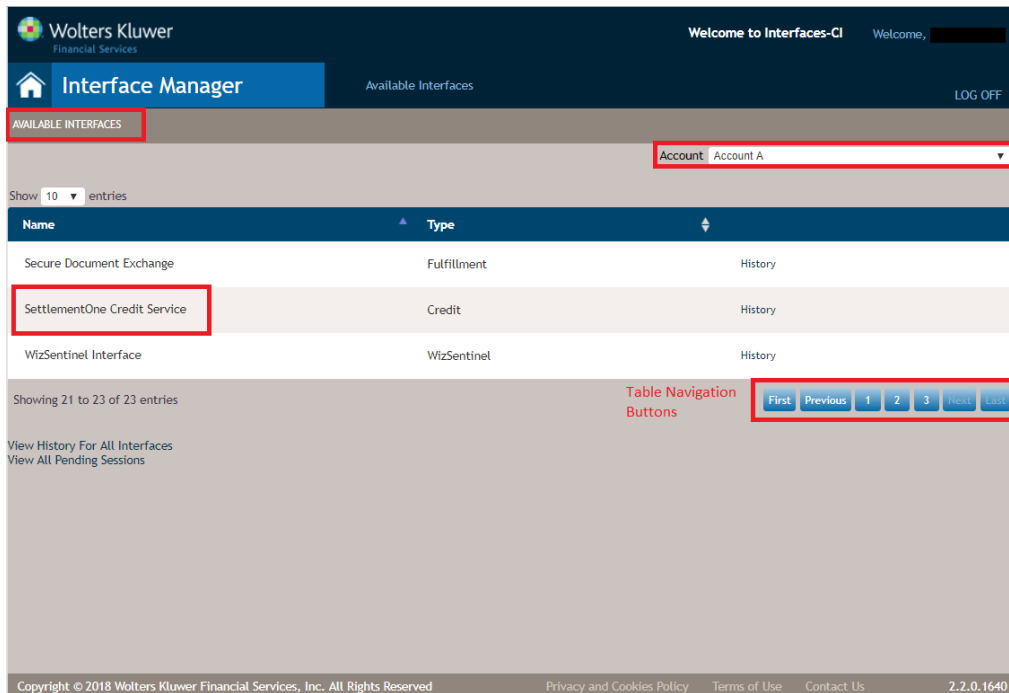 Wolters Kluwer
Financial Services
Welcome to Interfaces-CI Welcome,
Interface Manager Available Interfaces LOG OFF
AVAILABLE INTERFACES
Account Account A
Show 10 entries
Name Type
Secure Document Exchange Fulfillment History
SettlementOne Credit Service Credit History
WizSentinel Interface WizSentinel History
Showing 21 to 23 of 23 entries
Table Navigation
Buttons
First Previous 1 2 3 Next Last
View History For All Interfaces
View All Pending Sessions
Copyright © 2018 Wolters Kluwer Financial Services, Inc. All Rights Reserved Privacy and Cookies Policy Terms of Use Contact Us 2.2.0.1640